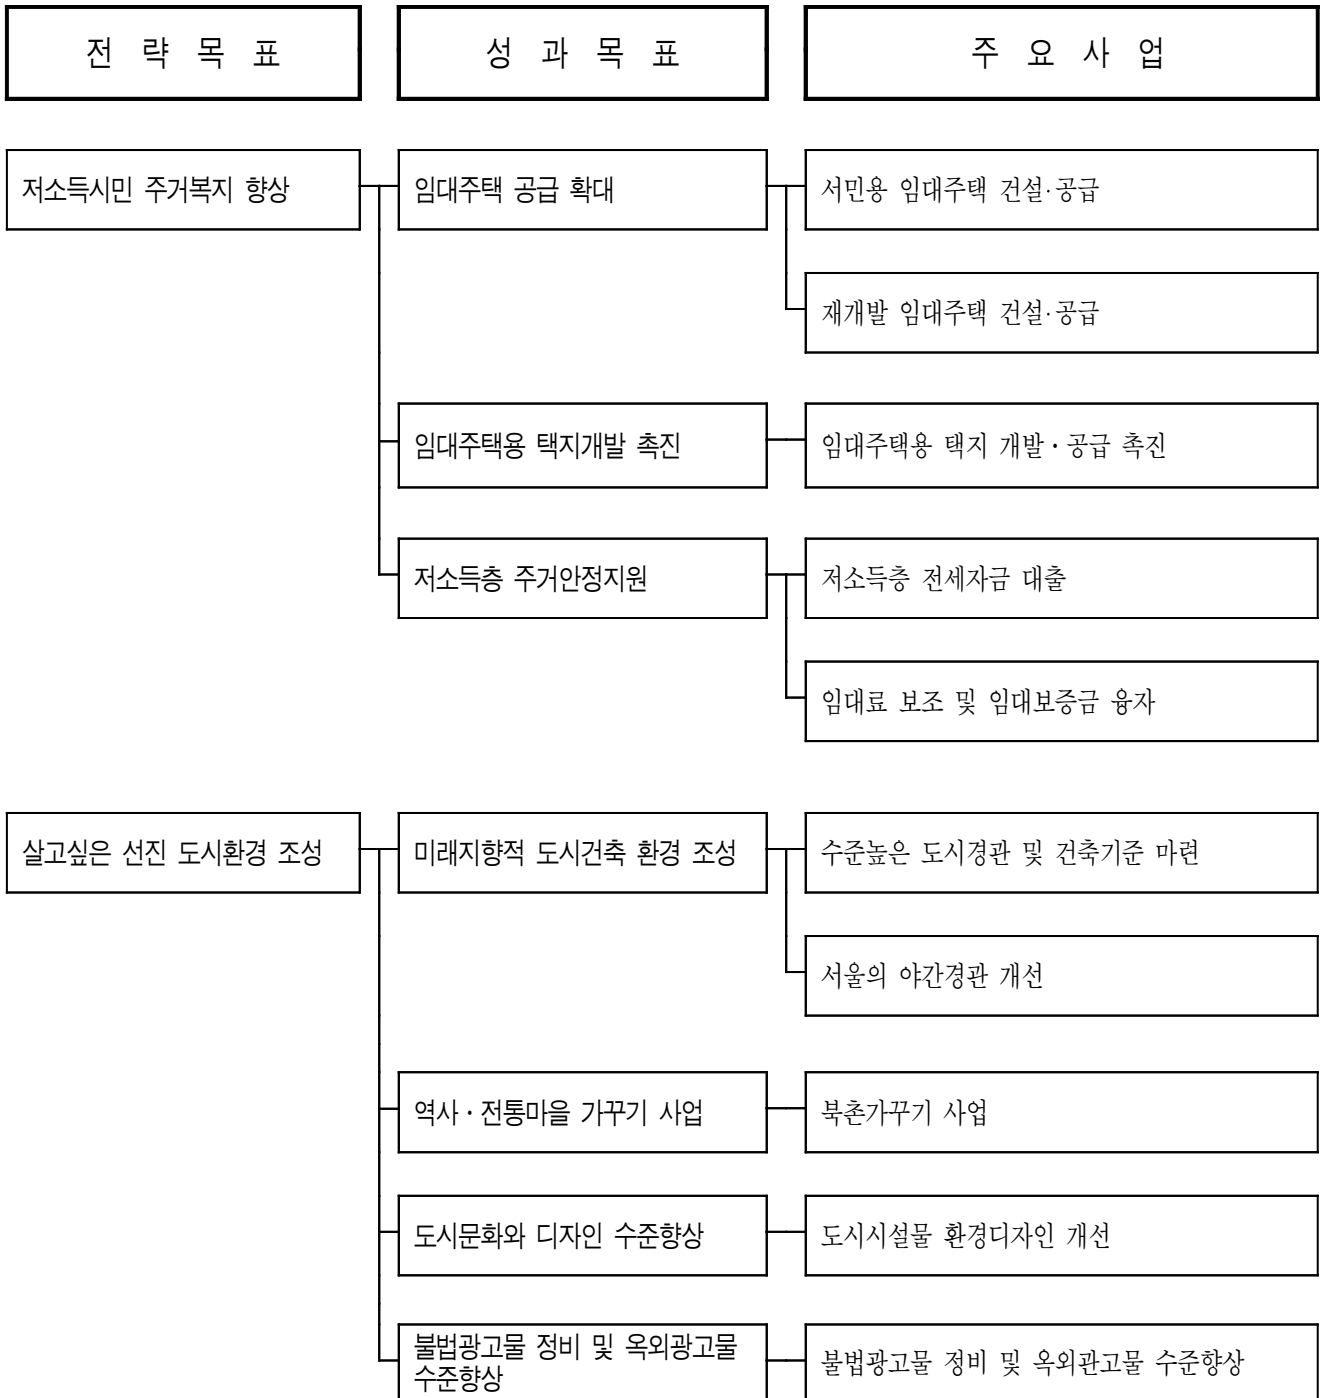 전 략 목 표
성 과 목 표
주 요 사 업
저소득시민 주거복지 향상
임대주택 공급 확대
서민용 임대주택 건설·공급
재개발 임대주택 건설·공급
임대주택용 택지개발 촉진
임대주택용 택지 개발·공급 촉진
저소득층 주거안정지원
저소득층 전세자금 대출
임대료 보조 및 임대보증금 융자
살고싶은 선진 도시환경 조성
미래지향적 도시건축 환경 조성
수준높은 도시경관 및 건축기준 마련
서울의 야간경관 개선
역사·전통마을 가꾸기 사업
북촌가꾸기 사업
도시문화와 디자인 수준향상
도시시설물 환경디자인 개선
불법광고물 정비 및 옥외광고물
수준향상
불법광고물 정비 및 옥외관고물 수준향상